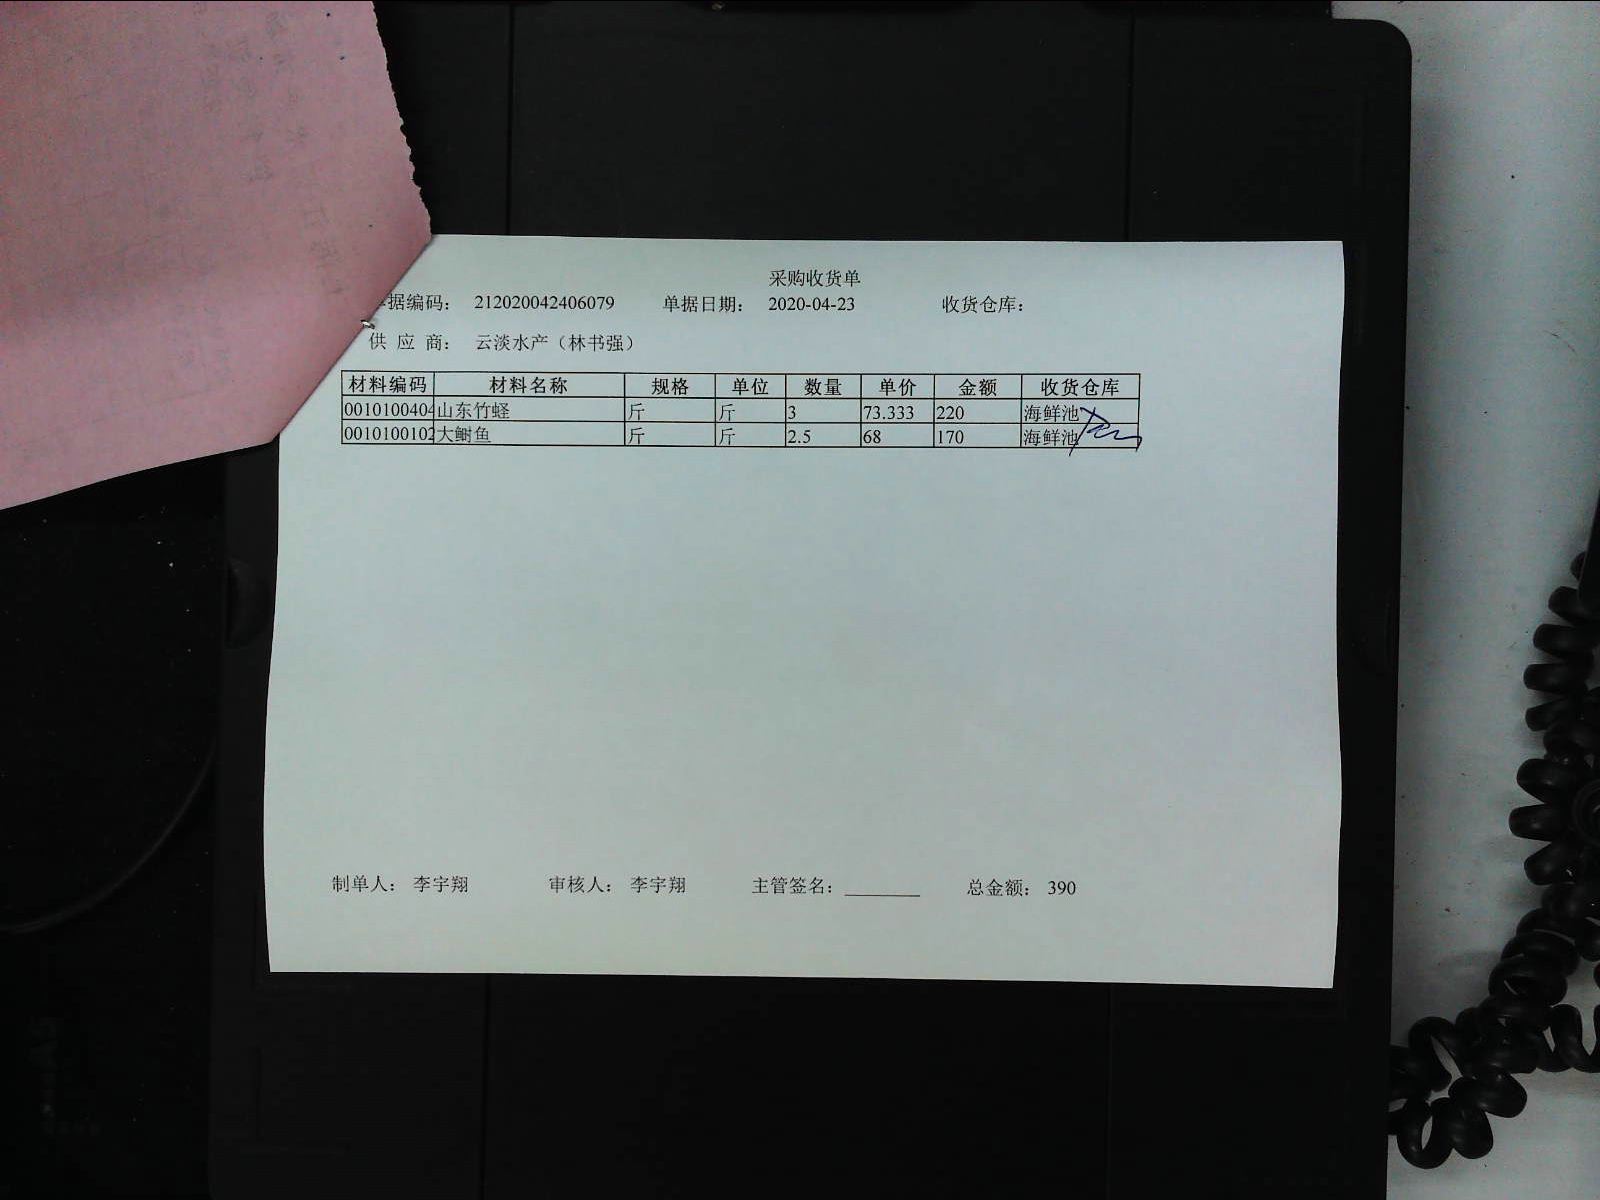 采购收货单
单据编码： 212020042406079 单据日期： 2020-04-23 收货仓库：
供 应 商： 云淡水产（林书强）
材料编码 材料名称 规格 单位 数量 单价 金额 收货仓库
0010100404 山东竹蛏 斤 斤 3 73.333 220 海鲜池
0010100102 大鲥鱼 斤 斤 2.5 68 170 海鲜池
制单人： 李宇翔 审核人： 李宇翔 主管签名： 总金额： 390